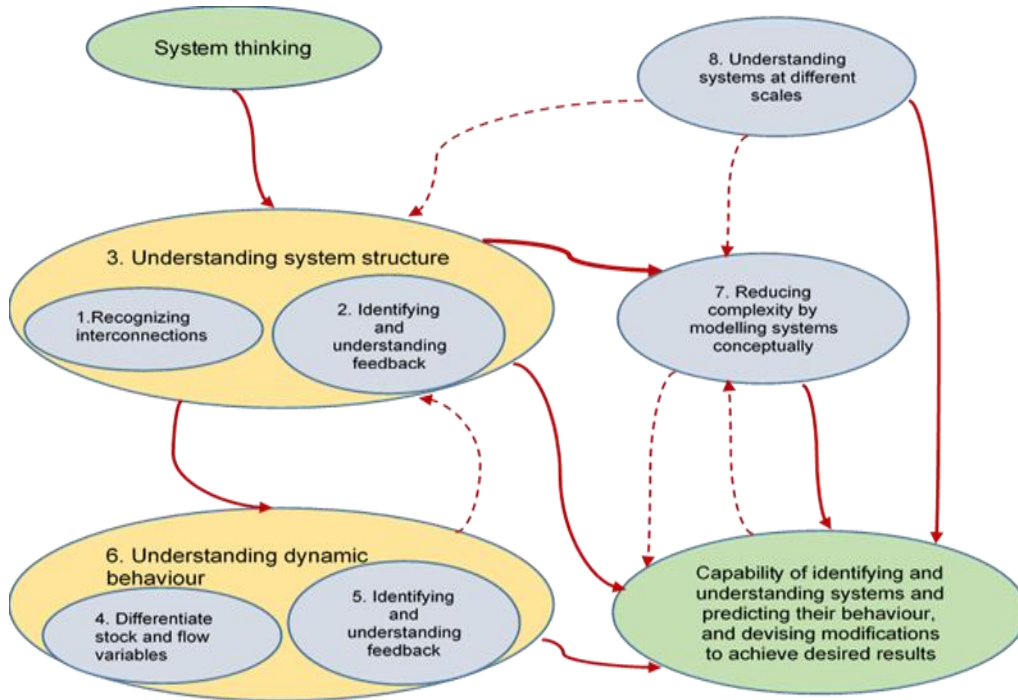 System thinking
8. Understanding
systems at different
scales
3. Understanding system structure
1.Recognizing
interconnections
2. Identifying
and
understanding
feedback
7. Reducing
complexity by
modelling systems
conceptually
6. Understanding dynamic
behaviour
4. Differentiate
stock and flow
variables
5. Identifying
and
understanding
feedback
Capability of identifying and
understanding systems and
predicting their behaviour,
and devising modifications
to achieve desired results